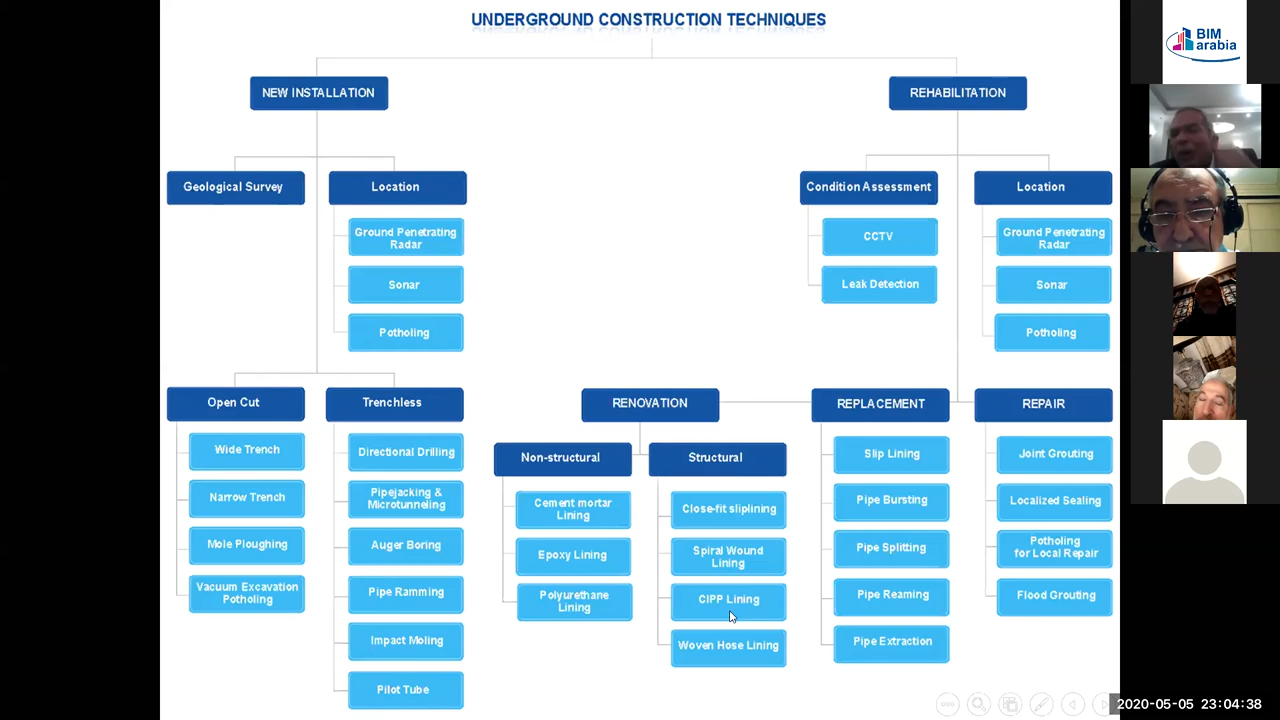 UNDERGROUND CONSTRUCTION TECHNIQUES
NEW INSTALLATION
Geological Survey
Location
Ground Penetrating
Radar
Sonar
Potholing
Open Cut
Wide Trench
Narrow Trench
Mole Ploughing
Vacuum Excavation
Potholing
Trenchless
Directional Drilling
Pipejacking &
Microtunneling
Auger Boring
Pipe Ramming
Impact Moling
Pilot Tube
REHABILITATION
Condition Assessment
CCTV
Leak Detection
Location
Ground Penetrating
Radar
Sonar
Potholing
RENOVATION
Non-structural
Cement mortar
Lining
Epoxy Lining
Polyurethane
Lining
Structural
Close-fit sliplining
Spiral Wound
Lining
CIPP Lining
Woven Hose Lining
REPLACEMENT
Slip Lining
Pipe Bursting
Pipe Splitting
Pipe Reaming
Pipe Extraction
REPAIR
Joint Grouting
Localized Sealing
Potholing
for Local Repair
Flood Grouting
BIM
arabia
2020-05-05 23:04:38